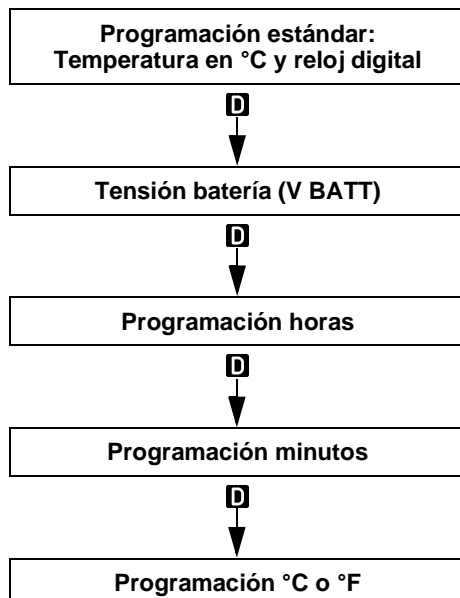 Programación estándar:
Temperatura en °C y reloj digital
D
Tensión batería (V BATT)
D
Programación horas
D
Programación minutos
D
Programación °C o °F